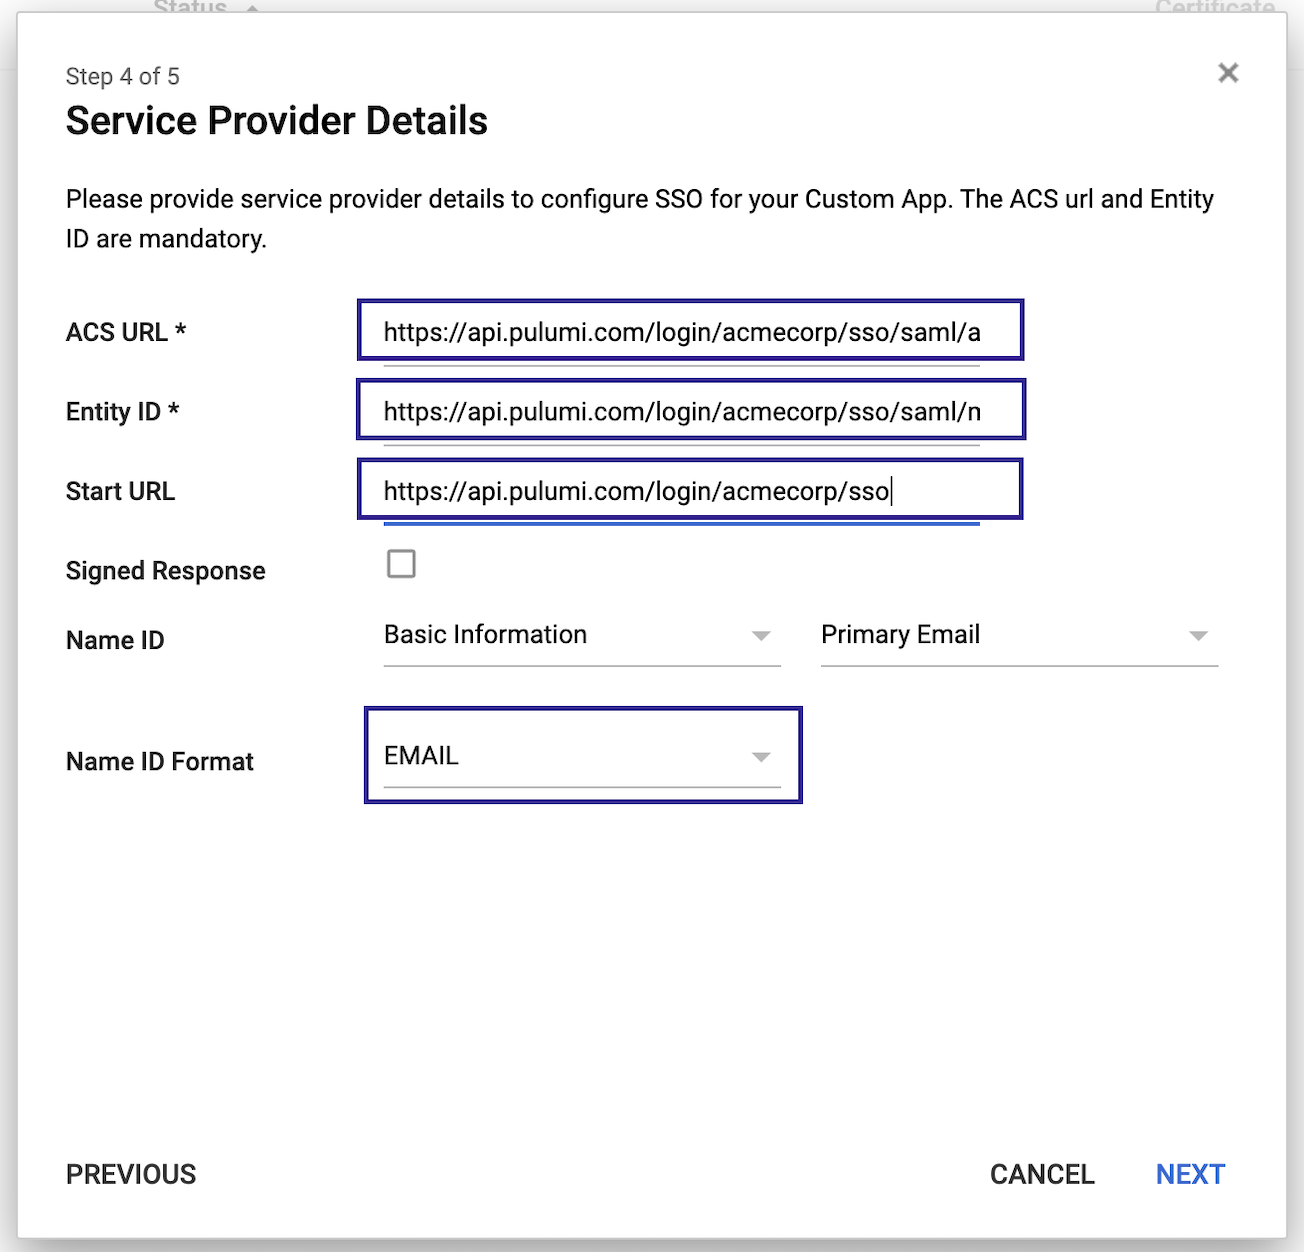 Status
Certificate
Step 4 of 5
Service Provider Details
Please provide service provider details to configure SSO for your Custom App. The ACS url and Entity
ID are mandatory.
ACS URL *
https://api.pulumi.com/login/acmecorp/sso/saml/a
Entity ID *
https://api.pulumi.com/login/acmecorp/sso/saml/n
Start URL
https://api.pulumi.com/login/acmecorp/sso
Signed Response
Name ID
Basic Information
Primary Email
Name ID Format
EMAIL
PREVIOUS
CANCEL
NEXT